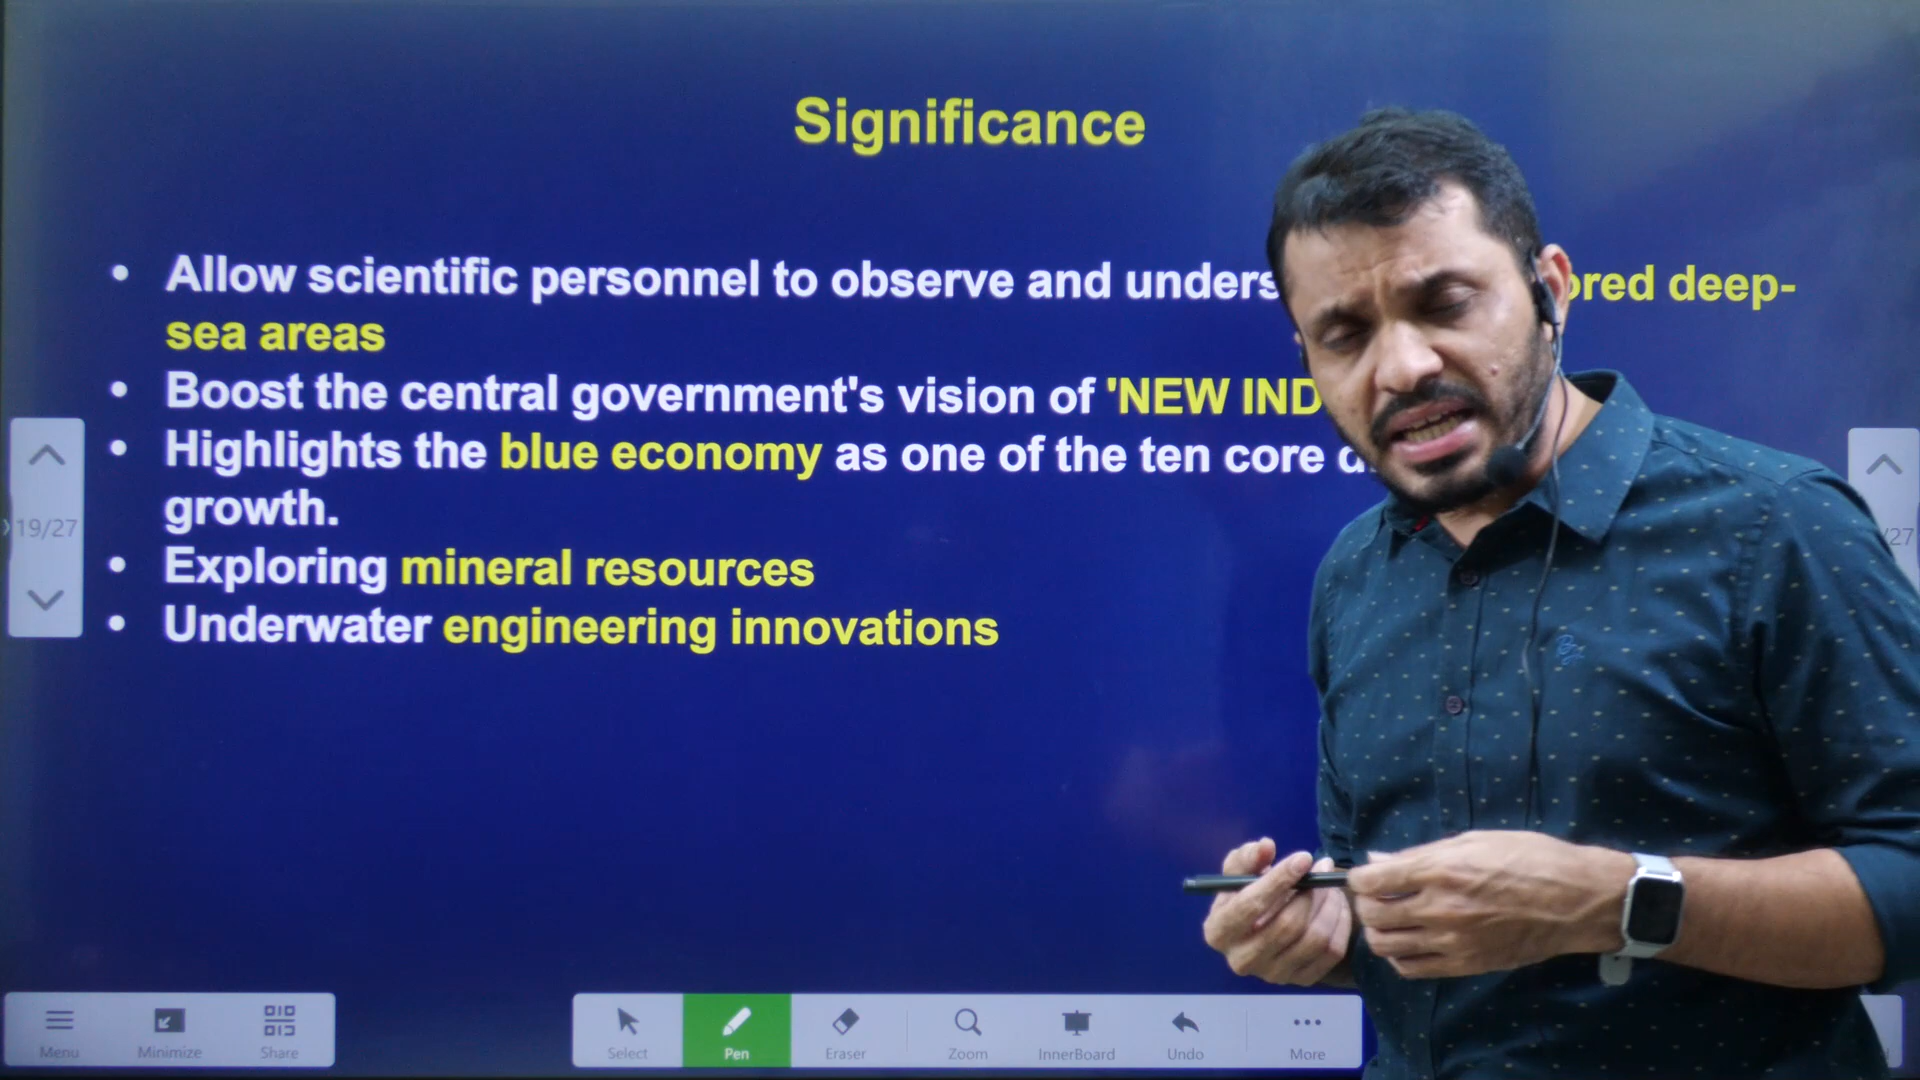 Significance
• Allow scientific personnel to observe and unders ored deep-
sea areas
• Boost the central government's vision of 'NEW IND
• Highlights the blue economy as one of the ten core d
growth.
19/27
/27
• Exploring mineral resources
• Underwater engineering innovations
Menu Minimize Share Select Pen Eraser Zoom InnerBoard Undo More